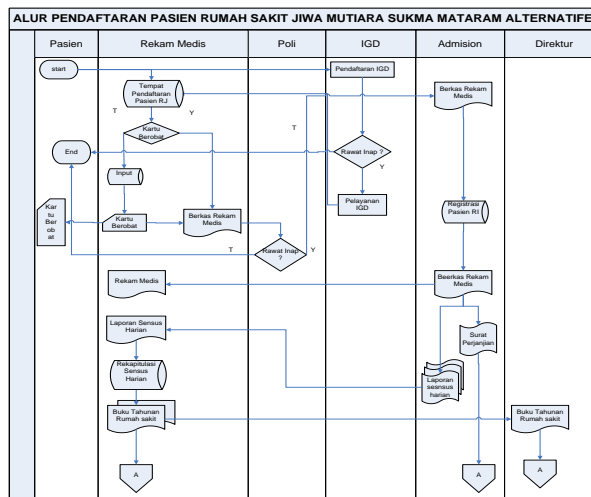 ALUR PENDAFTARAN PASIEN RUMAH SAKIT JIWA MUTIARA SUKMA MATARAM ALTERNATIFE
Pasien
Rekam Medis
Poli
IGD
Admision
Direktur
start
Tempat
Pendaftaran
Pasien RJ
Pendaftaran IGD
Berkas Rekam
Medis
T
Y
Kartu
Berobat
T
End
Rawat Inap ?
Y
Input
Kar
tu
Ber
ob
at
Kartu
Berobat
Berkas Rekam
Medis
Pelayanan
IGD
Registrasi
Pasien RI
T
Rawat Inap
?
Y
Rekam Medis
Beerkas Rekam
Medis
Laporan Sensus
Harian
Surat
Perjanjian
Rekapitulasi
Sensus
Harian
Laporan
sesnsus
harian
Buku Tahunan
Rumah sakit
Buku Tahunan
Rumah sakit
A
A
A